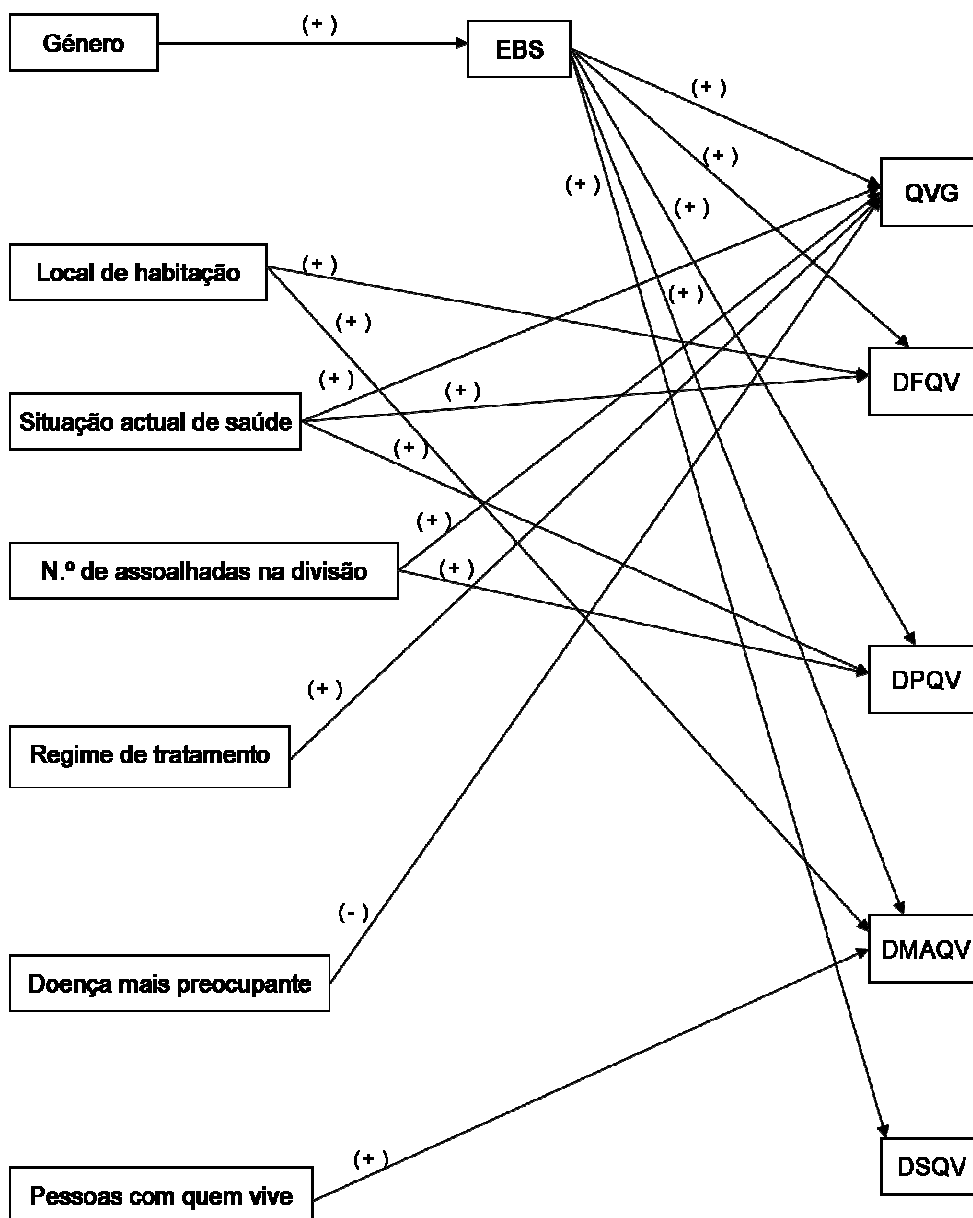 Género
(+)
EBS
(+)
(+)
(+)
(+)
QVG
Local de habitação
(+)
(+)
(+)
DFQV
Situação actual de saúde
(+)
(+)
(+)
N.º de assoalhadas na divisão
(+)
(+)
DPQV
Regime de tratamento
(+)
(-)
DMAQV
Doença mais preocupante
DSQV
Pessoas com quem vive
(+)